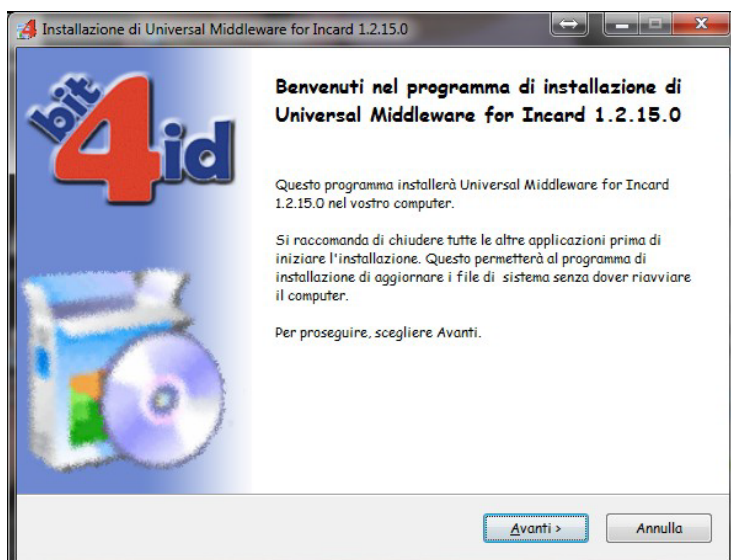 Installazione di Universal Middleware for Incard 1.2.15.0
bit
4id
Benvenuti nel programma di installazione di
Universal Middleware for Incard 1.2.15.0
Questo programma installerà Universal Middleware for Incard
1.2.15.0 nel vostro computer.
Si raccomanda di chiudere tutte le altre applicazioni prima di
iniziare l'installazione. Questo permetterà al programma di
installazione di aggiornare i file di  sistema senza dover riavviare
il computer.
Per proseguire, scegliere Avanti.
Avanti >
Annulla